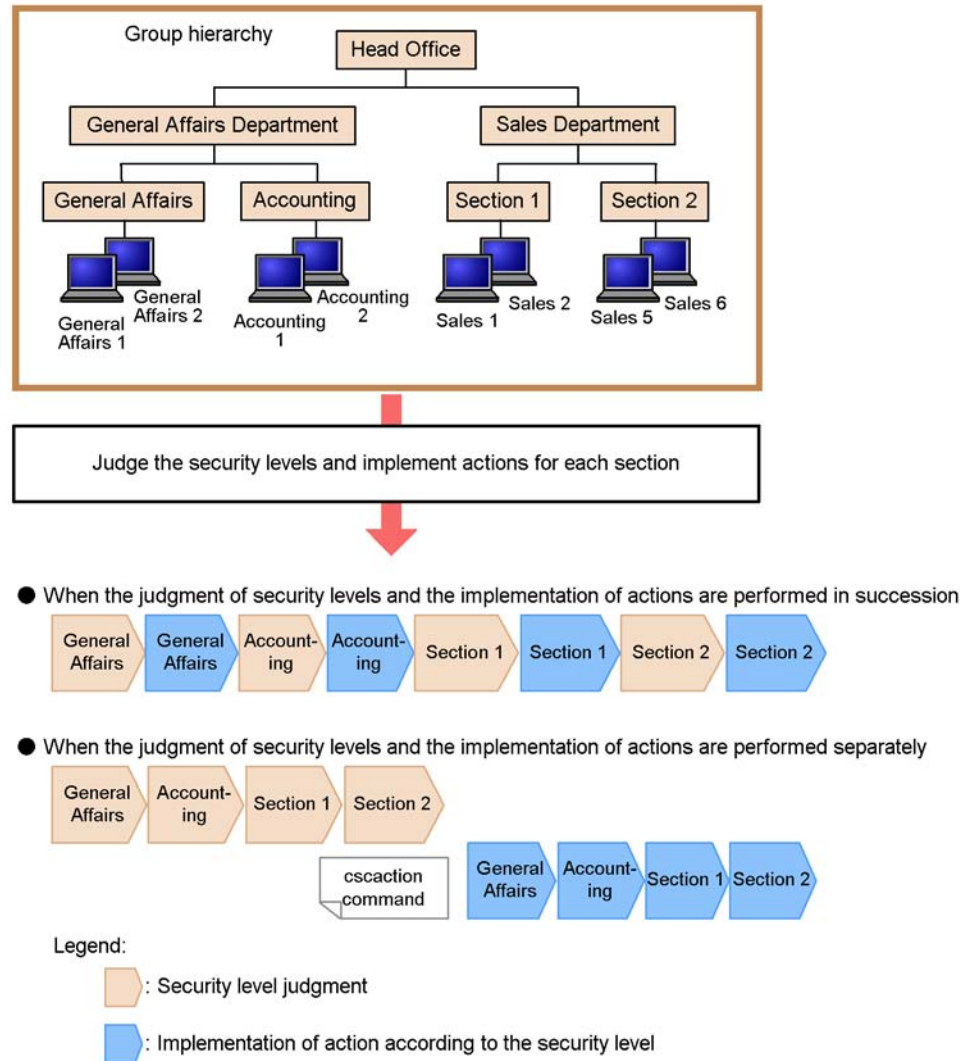 Group hierarchy
Head Office
General Affairs Department
Sales Department
General Affairs
Accounting
Section 1
Section 2
General
Affairs 1
General
Affairs 2
Accounting
1
Accounting
2
Sales 1
Sales 2
Sales 5
Sales 6
Judge the security levels and implement actions for each section
● When the judgment of security levels and the implementation of actions are performed in succession
General
Affairs
General
Affairs
Account-
ing
Account-
ing
Section 1
Section 1
Section 2
Section 2
● When the judgment of security levels and the implementation of actions are performed separately
General
Affairs
Account-
ing
Section 1
Section 2
cscaction
command
General
Affairs
Account-
ing
Section 1
Section 2
Legend:
: Security level judgment
: Implementation of action according to the security level